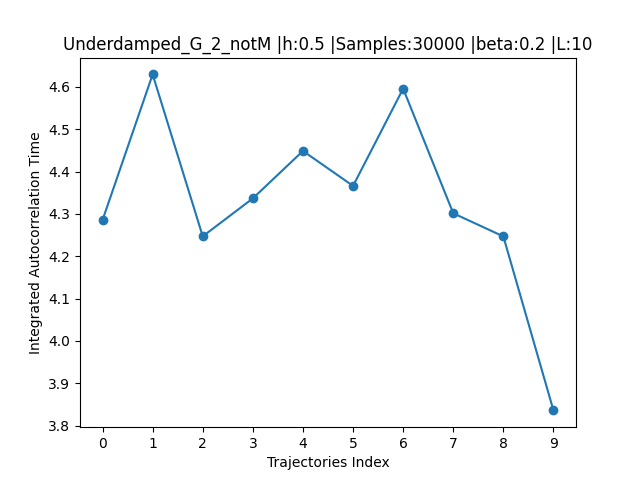 Underdamped_G_2_notM |h:0.5 |Samples:30000 |beta:0.2 |L:10
Integrated Autocorrelation Time
4.6
4.5
4.4
4.3
4.2
4.1
4.0
3.9
3.8
0 1 2 3 4 5 6 7 8 9
Trajectories Index